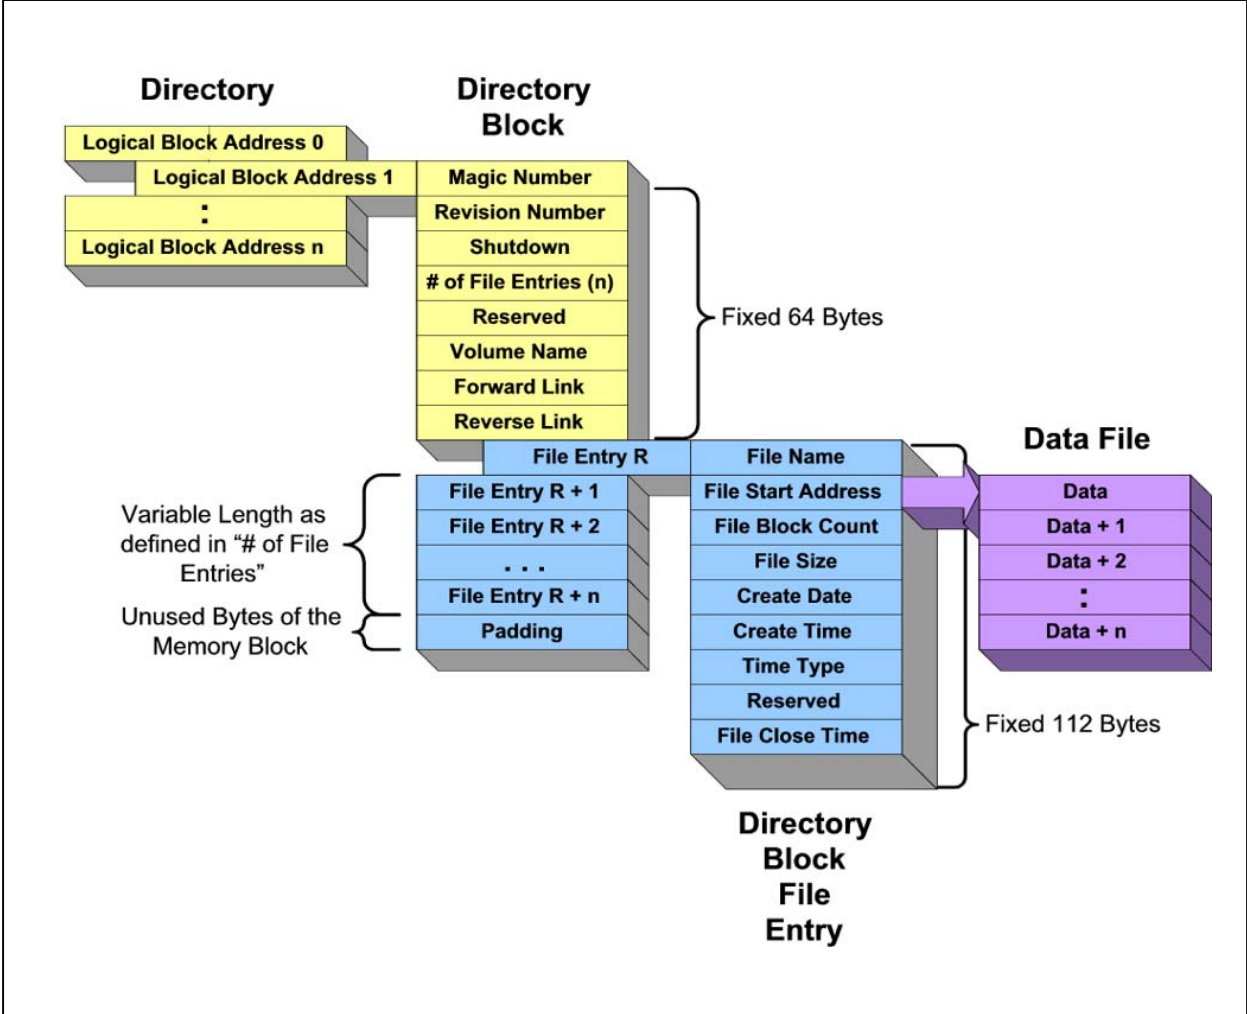 Directory
Logical Block Address 0
Logical Block Address 1
:
Logical Block Address n
Directory
Block
Magic Number
Revision Number
Shutdown
# of File Entries (n)
Reserved
Volume Name
Forward Link
Reverse Link
Fixed 64 Bytes
File Entry R
File Entry R + 1
File Entry R + 2
. . .
File Entry R + n
Padding
Variable Length as
defined in “# of File
Entries”
Unused Bytes of the
Memory Block
File Name
File Start Address
File Block Count
File Size
Create Date
Create Time
Time Type
Reserved
File Close Time
Fixed 112 Bytes
Directory
Block
File
Entry
Data File
Data
Data + 1
Data + 2
:
Data + n